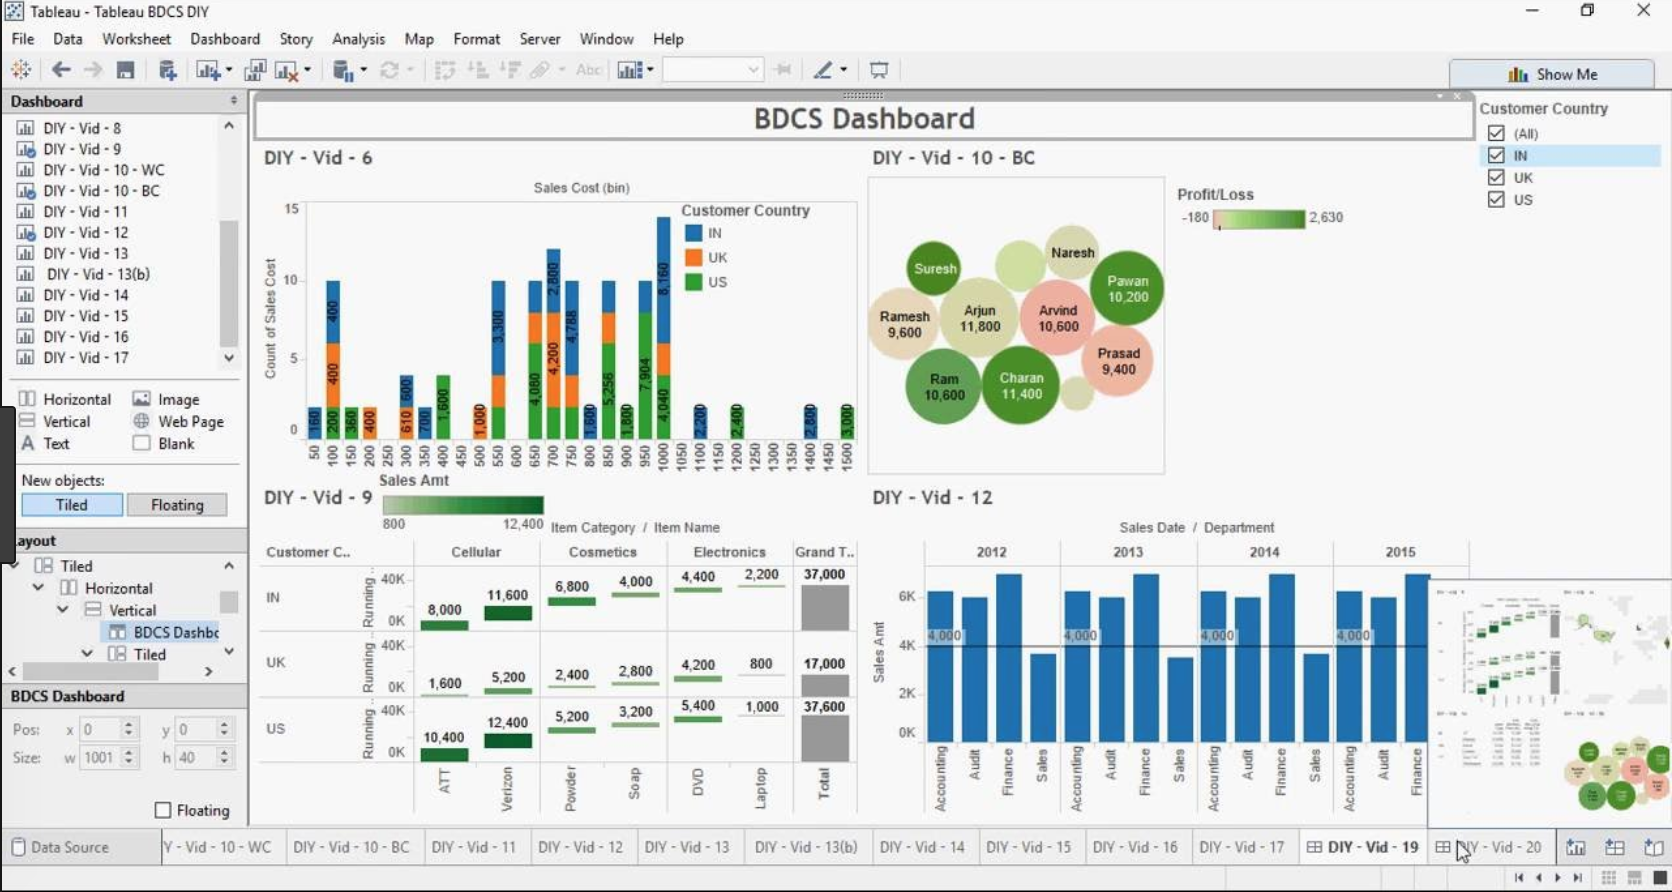 Tableau - Tableau BDCS DIY
File Data Worksheet Dashboard Story Analysis Map Format Server Window Help
Abc
Show Me
Dashboard
DIY - Vid - 8
DIY - Vid - 9
DIY - Vid - 10 - WC
DIY - Vid - 10 - BC
DIY - Vid - 11
DIY - Vid - 12
DIY - Vid - 13
DIY - Vid - 13(b)
DIY - Vid - 14
DIY - Vid - 15
DIY - Vid - 16
DIY - Vid - 17
Horizontal Image
Vertical Web Page
Text Blank
New objects:
Tiled Floating
ayout
Tiled
Horizontal
Vertical
BDCS Dashbo
Tiled
BDCS Dashboard
Pos: x 0 y 0
Size: w 1001 h 40
Floating
BDCS Dashboard
DIY - Vid - 6
Sales Cost (bin)
Count of Sales Cost
15
10
5
0
Customer Country
IN
UK
US
160
400
400
200
360
400
600
610
700
1,600
1,000
3,300
4,080
2,800
4,200
4,788
1,600
5,256
1,800
7,904
8,160
4,040
2,200
2,400
2,800
3,000
50 100 150 200 250 300 350 400 450 500 550 600 650 700 750 800 850 900 950 1000 1050 1100 1150 1200 1250 1300 1350 1400 1450 1500
DIY - Vid - 10 - BC
Suresh
Naresh
Pawan
10,200
Ramesh
9,600
Arjun
11,800
Arvind
10,600
Prasad
9,400
Ram
10,600
Charan
11,400
Profit/Loss
-180 2,630
Customer Country
(All)
IN
UK
US
DIY - Vid - 9
Sales Amt
800 12,400
Item Category / Item Name
Customer C.. Cellular Cosmetics Electronics Grand T..
IN
Running ..
40K
0K
8,000 11,600 6,800 4,000 4,400 2,200 37,000
UK
Running ..
40K
0K
1,600 5,200 2,400 2,800 4,200 800 17,000
US
Running ..
40K
0K
10,400 12,400 5,200 3,200 5,400 1,000 37,600
ATT Verizon Powder Soap DVD Laptop Total
DIY - Vid - 12
Sales Date / Department
2012 2013 2014 2015
Sales Amt
6K
4K
2K
0K
4,000 4,000 4,000 4,000
Accounting Audit Finance Sales Accounting Audit Finance Sales Accounting Audit Finance Sales Accounting Audit Finance
Data Source Y - Vid - 10 - WC DIY - Vid - 10 - BC DIY - Vid - 11 DIY - Vid - 12 DIY - Vid - 13 DIY - Vid - 13(b) DIY - Vid - 14 DIY - Vid - 15 DIY - Vid - 16 DIY - Vid - 17 DIY - Vid - 19 DIY - Vid - 20